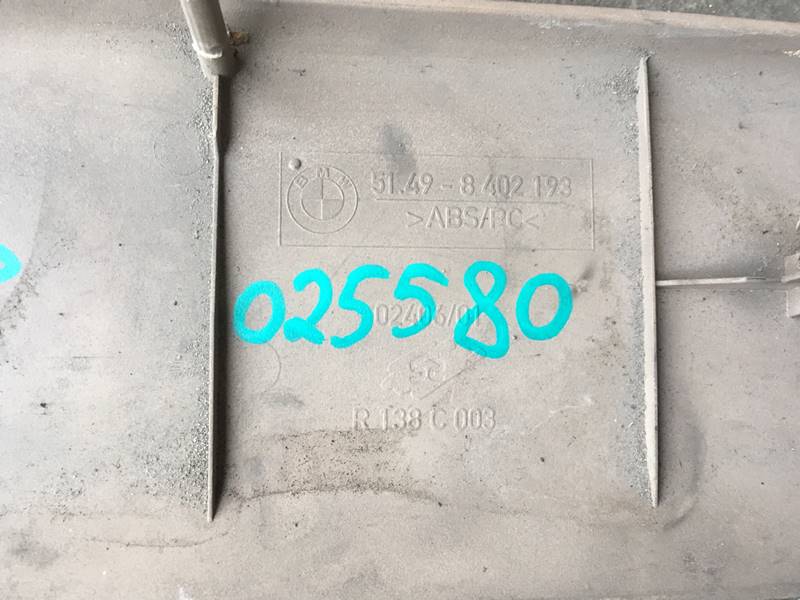 BMW
51.49 - 8 402 193
>ABS/PC<
025580
R 138 C 003